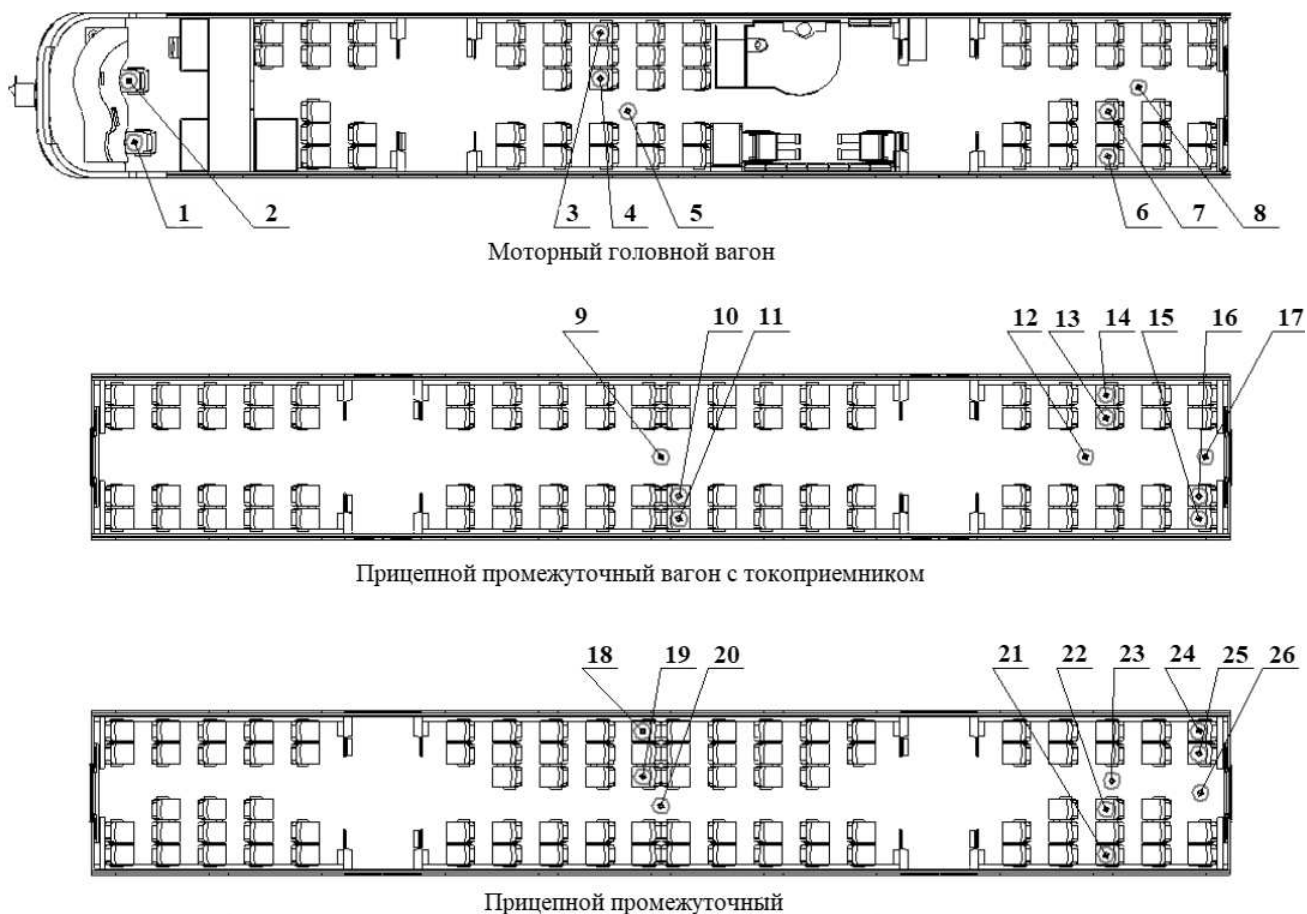 1 2 3 4 5 6 7 8
Моторный головной вагон
9 10 11 12 13 14 15 16 17
Прицепной промежуточный вагон с токоприемником
18 19 20 21 22 23 24 25 26
Прицепной промежуточный